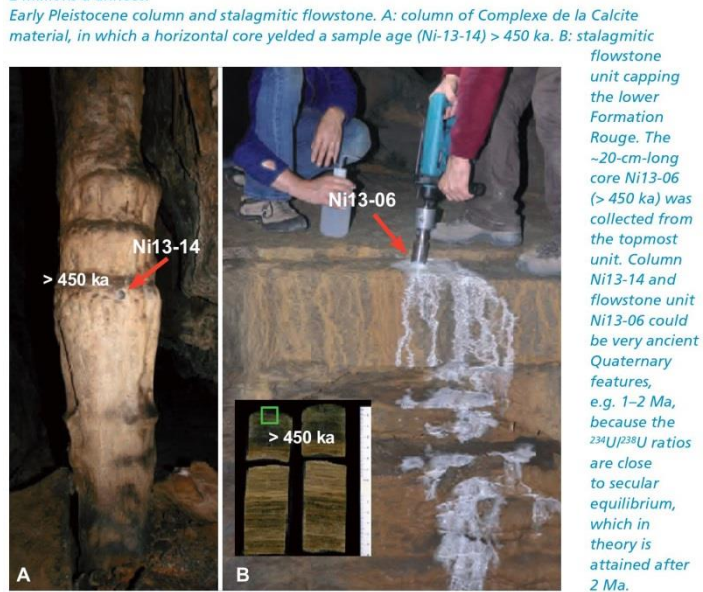 Early Pleistocene column and stalagmitic flowstone. A: column of Complexe de la Calcite
material, in which a horizontal core yelded a sample age (Ni-13-14) > 450 ka. B: stalagmitic
flowstone
unit capping
the lower
Formation
Rouge. The
~20-cm-long
core Ni13-06
(> 450 ka) was
collected from
the topmost
unit. Column
Ni13-14 and
flowstone unit
Ni13-06 could
be very ancient
Quaternary
features,
e.g. 1–2 Ma,
because the
²³⁴U/²³⁸U ratios
are close
to secular
equilibrium,
which in
theory is
attained after
2 Ma.
Ni13-14
> 450 ka
A
Ni13-06
> 450 ka
B